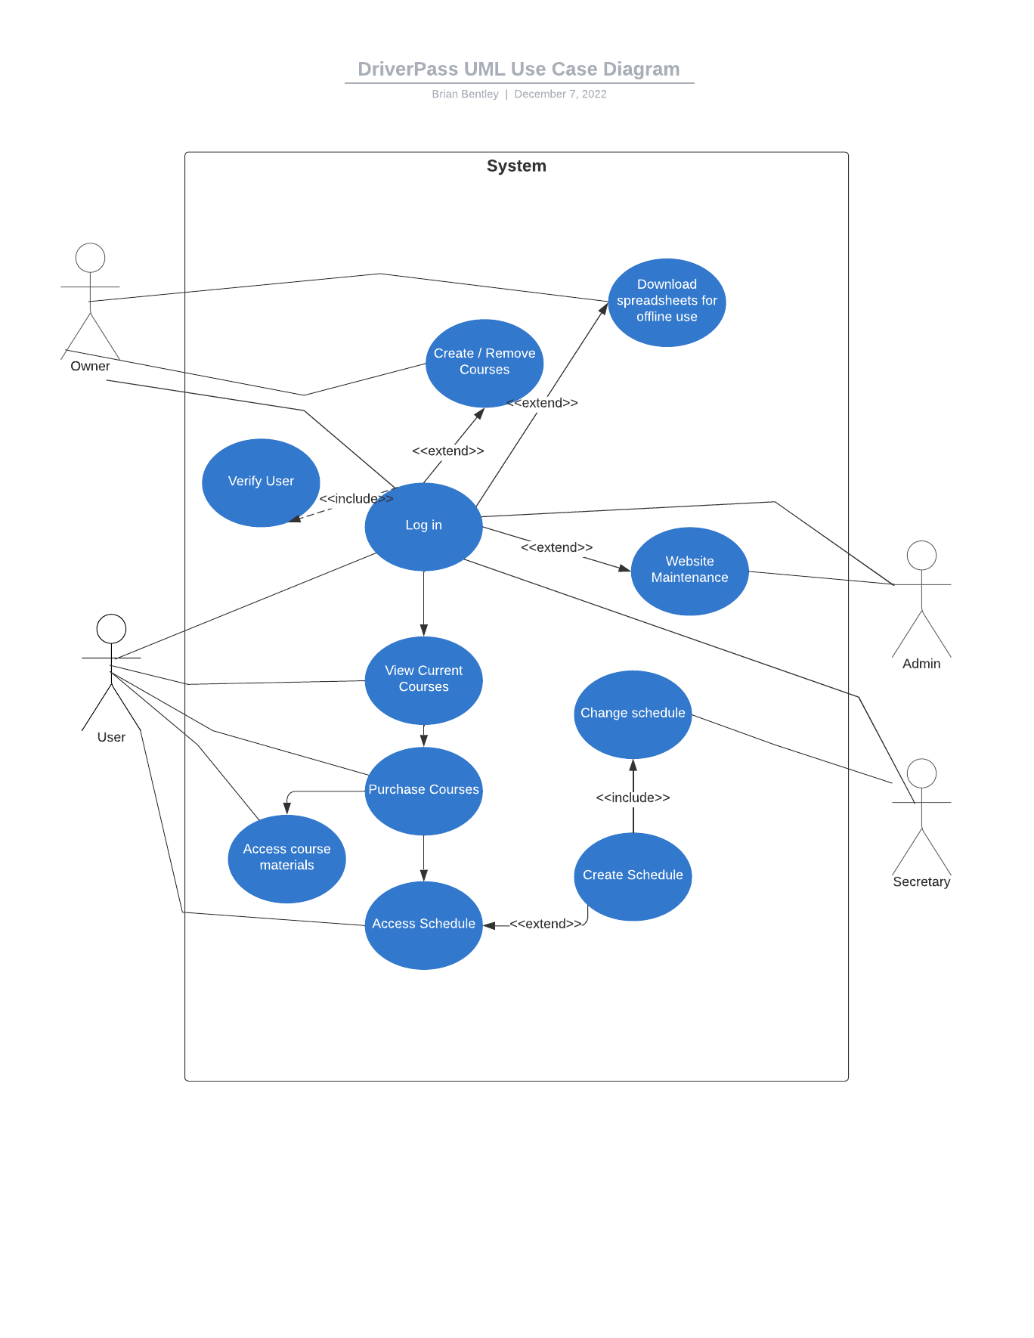 DriverPass UML Use Case Diagram
Brian Bentley | December 7, 2022
System
Download
spreadsheets for
offline use
Create / Remove
Courses
Owner
<<extend>>
<<extend>>
Verify User
<<include>>
Log in
<<extend>>
Website
Maintenance
Admin
View Current
Courses
Change schedule
User
Purchase Courses
<<include>>
Access course
materials
Create Schedule
Secretary
Access Schedule
<<extend>>